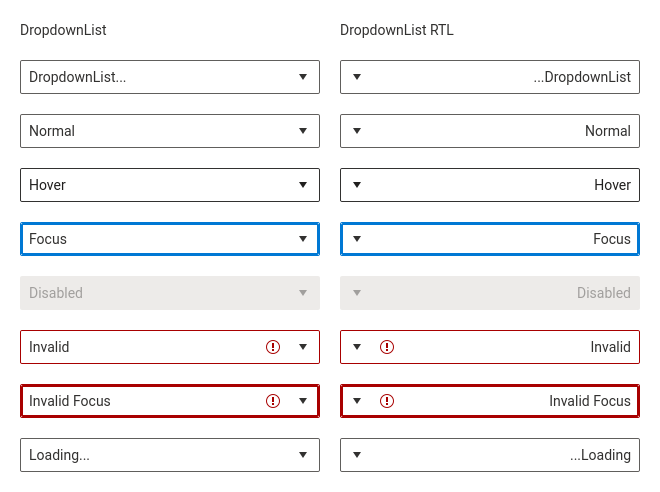 DropdownList
DropdownList...
Normal
Hover
Focus
Disabled
Invalid
Invalid Focus
Loading...
DropdownList RTL
...DropdownList
Normal
Hover
Focus
Disabled
Invalid
Invalid Focus
...Loading